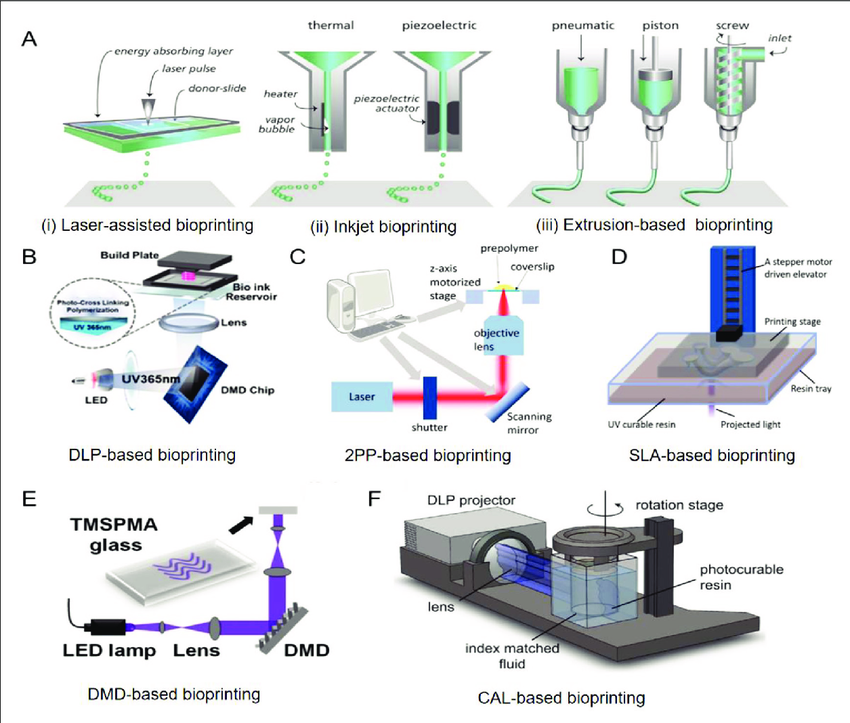 A
thermal
piezoelectric
pneumatic
piston
screw
inlet
energy absorbing layer
laser pulse
donor-slide
heater
vapor
bubble
piezoelectric
actuator
(i) Laser-assisted bioprinting
(ii) Inkjet bioprinting
(iii) Extrusion-based bioprinting
B
Build Plate
Bio ink
Reservoir
Photo-Cross Linking
Polymerization
UV 365nm
Lens
UV365nm
LED
DMD Chip
DLP-based bioprinting
C
prepolymer
coverslip
z-axis
motorized
stage
objective
lens
Laser
shutter
Scanning
mirror
2PP-based bioprinting
D
A stepper motor
driven elevator
Printing stage
Resin tray
UV curable resin
Projected light
SLA-based bioprinting
E
TMSPMA
glass
LED lamp
Lens
DMD
DMD-based bioprinting
F
DLP projector
rotation stage
photocurable
resin
lens
index matched
fluid
CAL-based bioprinting